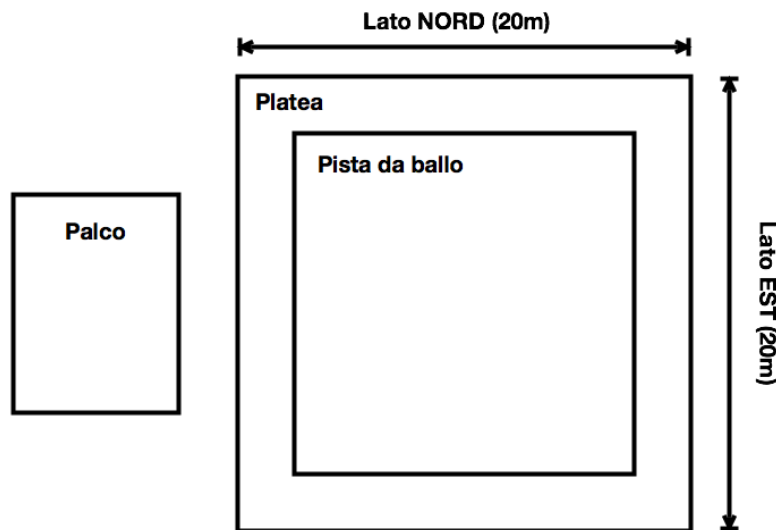 Lato NORD (20m)
Platea
Pista da ballo
Palco
Lato EST (20m)